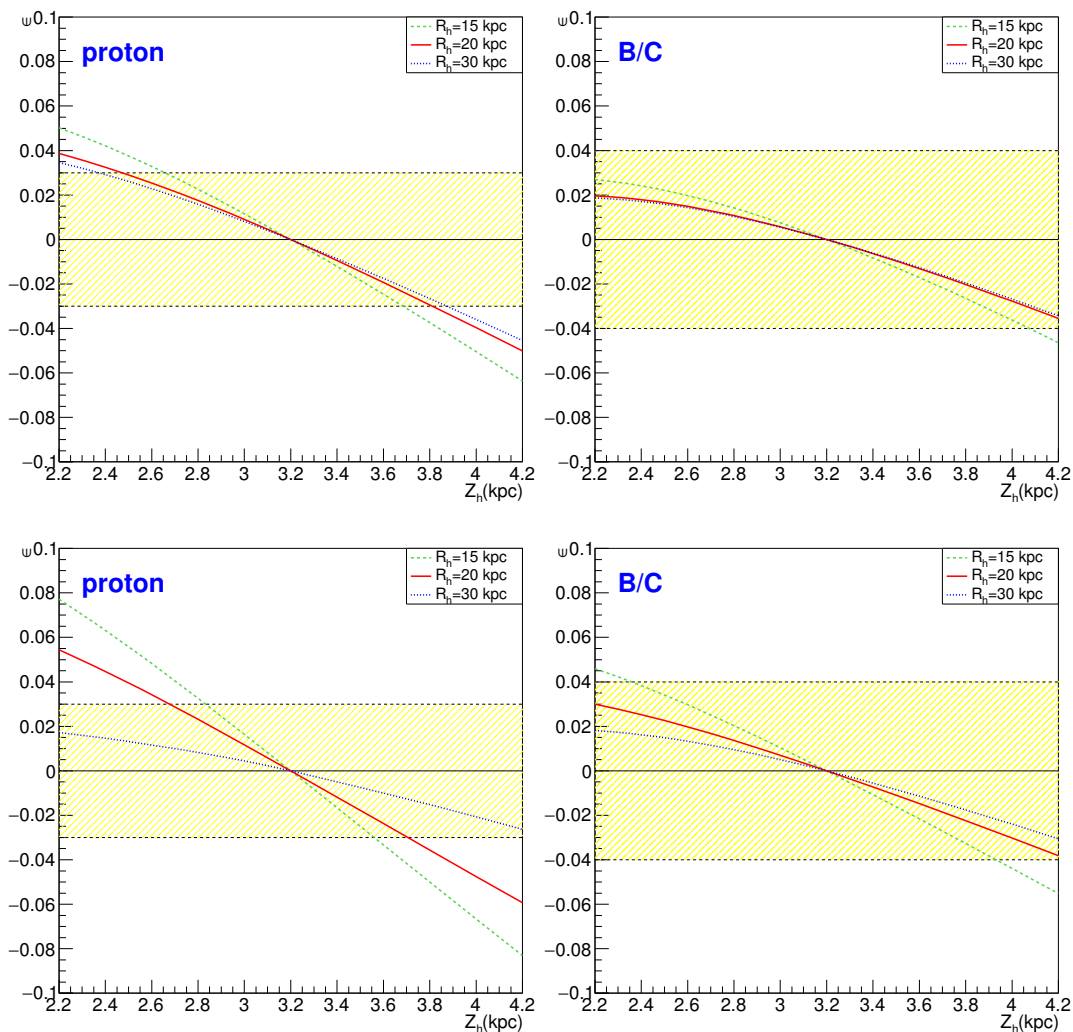 ϵ 0.1
proton
R_h=15 kpc
R_h=20 kpc
R_h=30 kpc
0.08
0.06
0.04
0.02
0
−0.02
−0.04
−0.06
−0.08
−0.1
2.2 2.4 2.6 2.8 3 3.2 3.4 3.6 3.8 4 4.2
Z_h(kpc)
ϵ 0.1
B/C
R_h=15 kpc
R_h=20 kpc
R_h=30 kpc
0.08
0.06
0.04
0.02
0
−0.02
−0.04
−0.06
−0.08
−0.1
2.2 2.4 2.6 2.8 3 3.2 3.4 3.6 3.8 4 4.2
Z_h(kpc)
ϵ 0.1
proton
R_h=15 kpc
R_h=20 kpc
R_h=30 kpc
0.08
0.06
0.04
0.02
0
−0.02
−0.04
−0.06
−0.08
−0.1
2.2 2.4 2.6 2.8 3 3.2 3.4 3.6 3.8 4 4.2
Z_h(kpc)
ϵ 0.1
B/C
R_h=15 kpc
R_h=20 kpc
R_h=30 kpc
0.08
0.06
0.04
0.02
0
−0.02
−0.04
−0.06
−0.08
−0.1
2.2 2.4 2.6 2.8 3 3.2 3.4 3.6 3.8 4 4.2
Z_h(kpc)